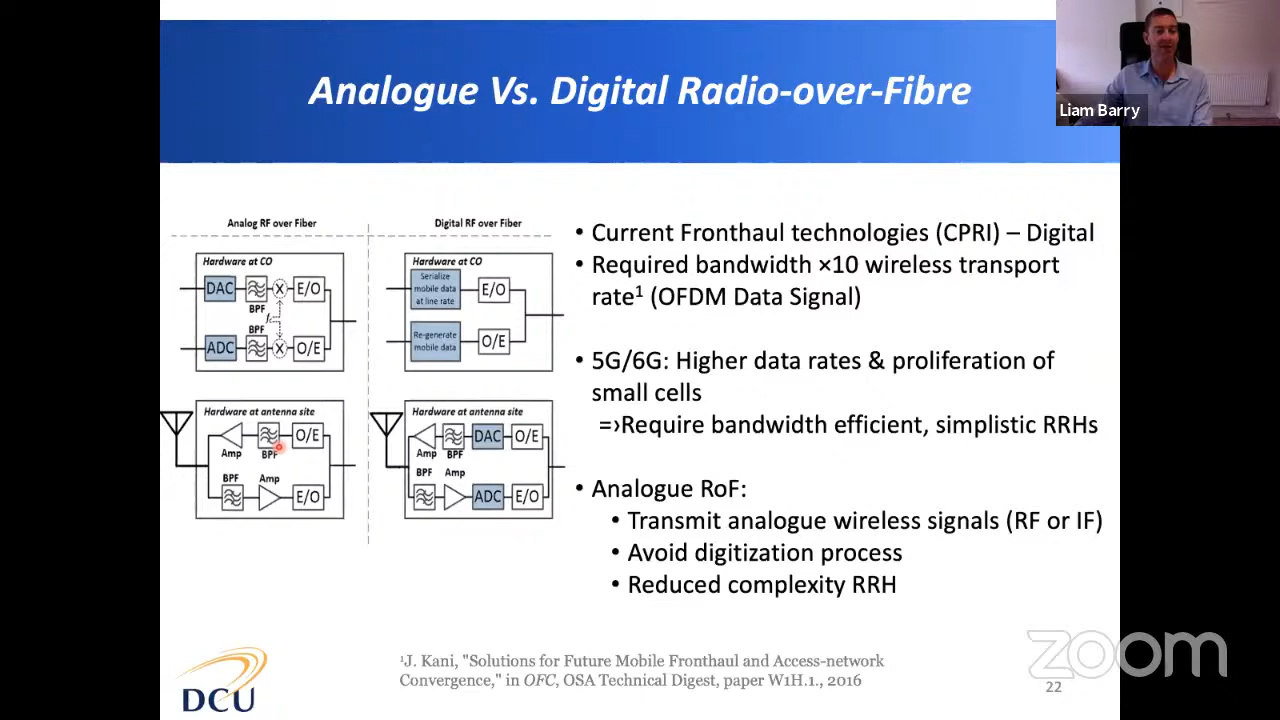 Analogue Vs. Digital Radio-over-Fibre
Liam Barry
Analog RF over Fiber
Digital RF over Fiber
Hardware at CO
DAC
BPF
E/O
fc
BPF
ADC
O/E
Hardware at CO
Serialize
mobile data
at line rate
E/O
Re-generate
mobile data
O/E
Hardware at antenna site
O/E
Amp
BPF
BPF
Amp
E/O
Hardware at antenna site
DAC
O/E
Amp
BPF
BPF
Amp
ADC
E/O
• Current Fronthaul technologies (CPRI) – Digital
• Required bandwidth ×10 wireless transport
rate¹ (OFDM Data Signal)
• 5G/6G: Higher data rates & proliferation of
small cells
=›Require bandwidth efficient, simplistic RRHs
• Analogue RoF:
• Transmit analogue wireless signals (RF or IF)
• Avoid digitization process
• Reduced complexity RRH
¹J. Kani, "Solutions for Future Mobile Fronthaul and Access-network
Convergence," in OFC, OSA Technical Digest, paper W1H.1., 2016
DCU
zoom
22